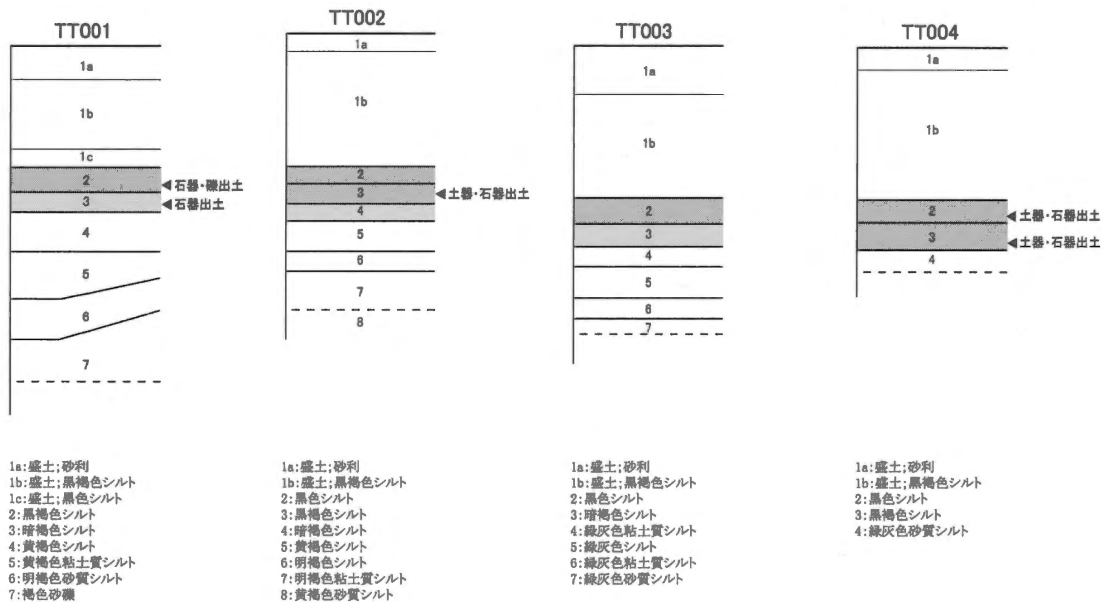 TT001
1a
1b
1c
2
◀石器・礫出土
3
◀石器出土
4
5
6
7
1a:盛土;砂利
1b:盛土;黒褐色シルト
1c:盛土;黒色シルト
2:黒褐色シルト
3:暗褐色シルト
4:黄褐色シルト
5:黄褐色粘土質シルト
6:明褐色砂質シルト
7:褐色砂礫
TT002
1a
1b
2
3
◀土器・石器出土
4
5
6
7
8
1a:盛土;砂利
1b:盛土;黒褐色シルト
2:黒色シルト
3:黒褐色シルト
4:暗褐色シルト
5:黄褐色シルト
6:明褐色シルト
7:明褐色粘土質シルト
8:黄褐色砂質シルト
TT003
1a
1b
2
3
4
5
6
7
1a:盛土;砂利
1b:盛土;黒褐色シルト
2:黒色シルト
3:暗褐色シルト
4:緑灰色粘土質シルト
5:緑灰色シルト
6:緑灰色粘土質シルト
7:緑灰色砂質シルト
TT004
1a
1b
2
◀土器・石器出土
3
◀土器・石器出土
4
1a:盛土;砂利
1b:盛土;黒褐色シルト
2:黒色シルト
3:黒褐色シルト
4:緑灰色砂質シルト